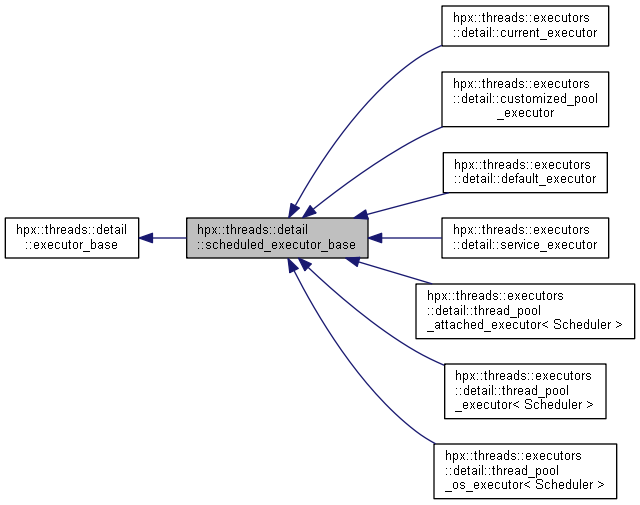 hpx::threads::executors
::detail::current_executor
hpx::threads::executors
::detail::customized_pool
_executor
hpx::threads::executors
::detail::default_executor
hpx::threads::detail
::executor_base
hpx::threads::detail
::scheduled_executor_base
hpx::threads::executors
::detail::service_executor
hpx::threads::executors
::detail::thread_pool
_attached_executor< Scheduler >
hpx::threads::executors
::detail::thread_pool
_executor< Scheduler >
hpx::threads::executors
::detail::thread_pool
_os_executor< Scheduler >